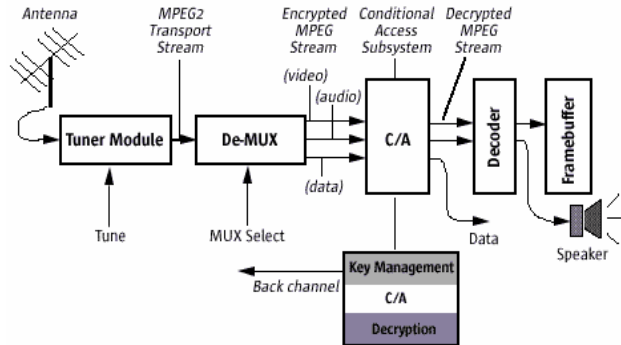 Antenna
MPEG2
Transport
Stream
Encrypted
MPEG
Stream
Conditional
Access
Subsystem
Decrypted
MPEG
Stream
(video)
(audio)
(data)
Tuner Module
De-MUX
C/A
Decoder
Framebuffer
Tune
MUX Select
Data
Speaker
Back channel
Key Management
C/A
Decryption